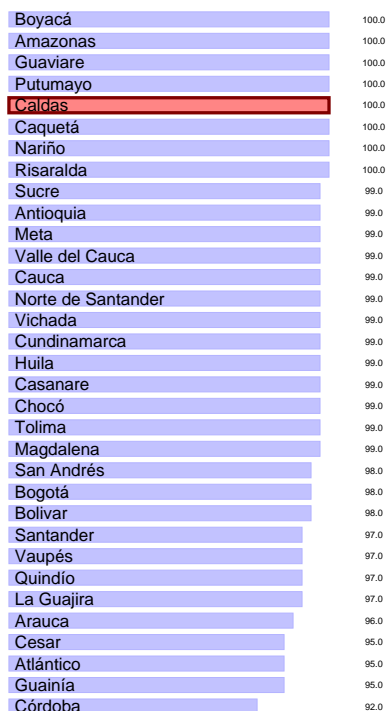 Boyacá 100.0
Amazonas 100.0
Guaviare 100.0
Putumayo 100.0
Caldas 100.0
Caquetá 100.0
Nariño 100.0
Risaralda 100.0
Sucre 99.0
Antioquia 99.0
Meta 99.0
Valle del Cauca 99.0
Cauca 99.0
Norte de Santander 99.0
Vichada 99.0
Cundinamarca 99.0
Huila 99.0
Casanare 99.0
Chocó 99.0
Tolima 99.0
Magdalena 99.0
San Andrés 98.0
Bogotá 98.0
Bolivar 98.0
Santander 97.0
Vaupés 97.0
Quindío 97.0
La Guajira 97.0
Arauca 96.0
Cesar 95.0
Atlántico 95.0
Guainía 95.0
Córdoba 92.0